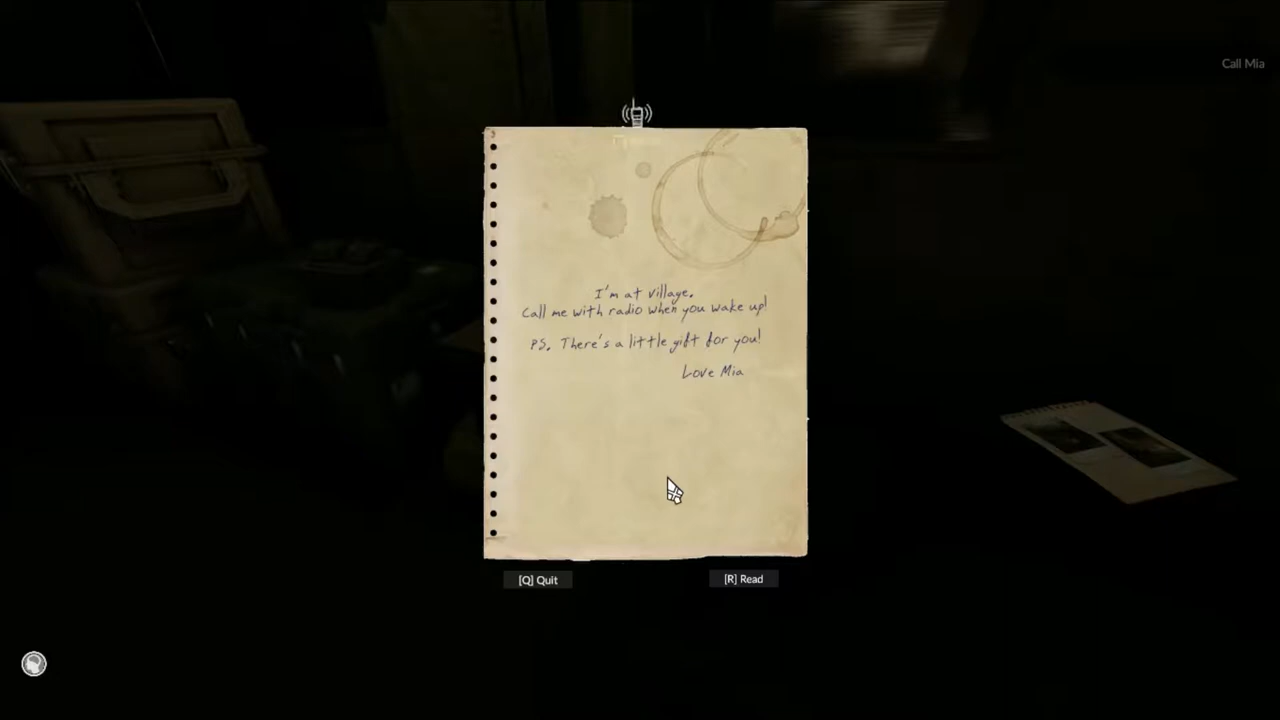 Call Mia
I'm at village.
Call me with radio when you wake up!
PS. There's a little gift for you!
Love Mia
[Q] Quit
[R] Read